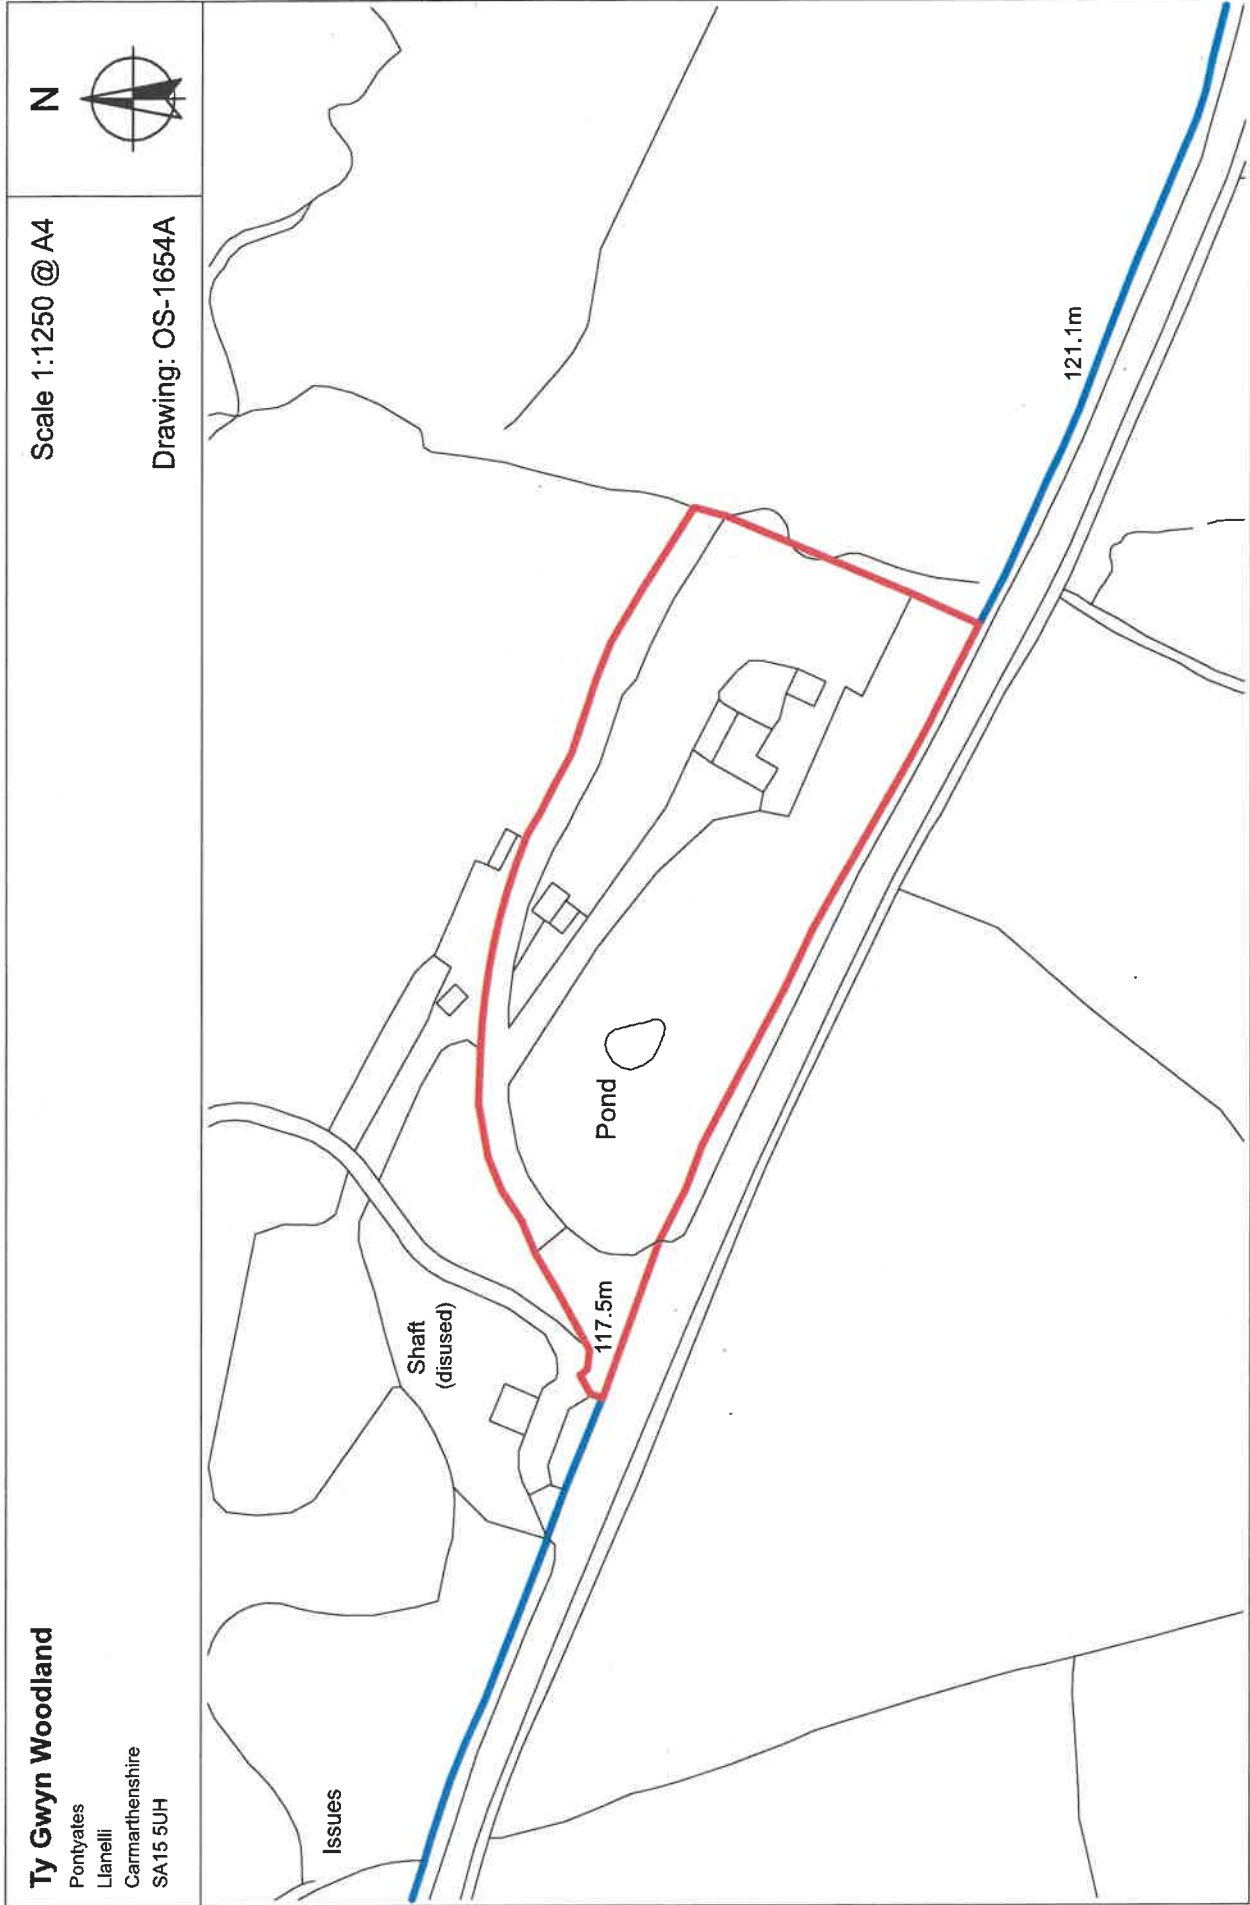 Ty Gwyn Woodland
Pontyates
Llanelli
Carmarthenshire
SA15 5UH
Scale 1:1250 @ A4
Drawing: OS-1654A
N
Issues
Shaft
(disused)
117.5m
Pond
121.1m